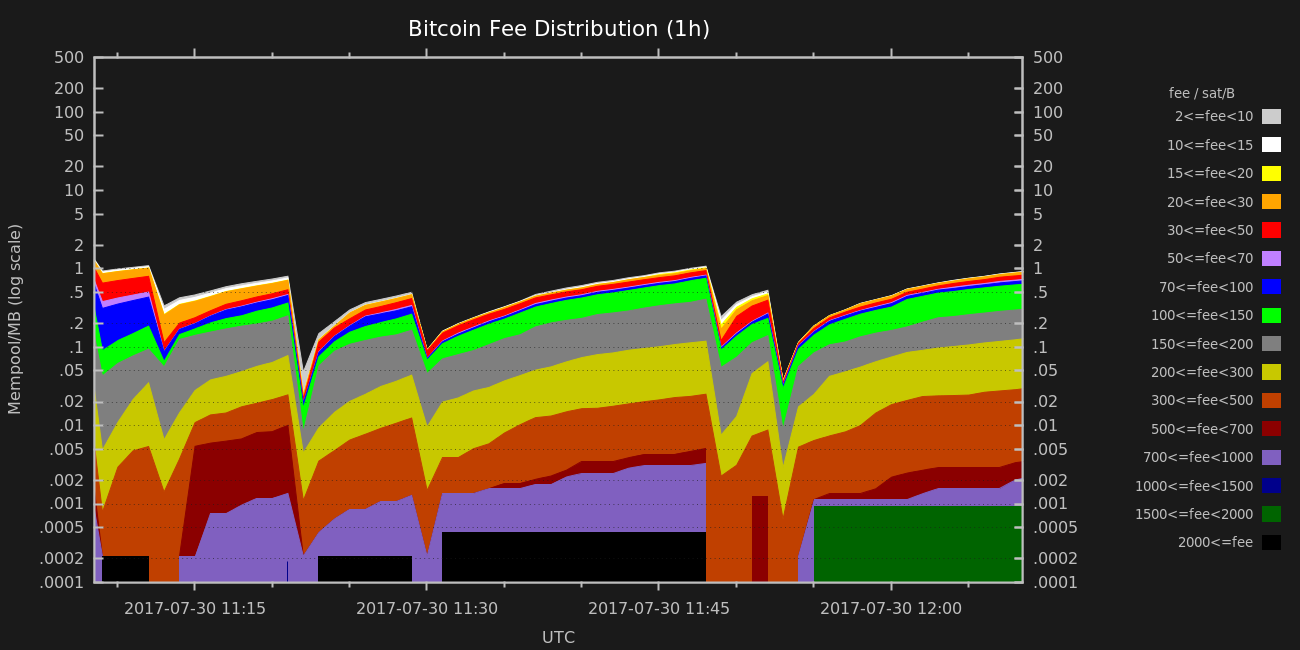 Bitcoin Fee Distribution (1h)
Mempool/MB (log scale)
500
200
100
50
20
10
5
2
1
.5
.2
.1
.05
.02
.01
.005
.002
.001
.0005
.0002
.0001
500
200
100
50
20
10
5
2
1
.5
.2
.1
.05
.02
.01
.005
.002
.001
.0005
.0002
.0001
2017-07-30 11:15
2017-07-30 11:30
2017-07-30 11:45
2017-07-30 12:00
UTC
fee / sat/B
2<=fee<10
10<=fee<15
15<=fee<20
20<=fee<30
30<=fee<50
50<=fee<70
70<=fee<100
100<=fee<150
150<=fee<200
200<=fee<300
300<=fee<500
500<=fee<700
700<=fee<1000
1000<=fee<1500
1500<=fee<2000
2000<=fee